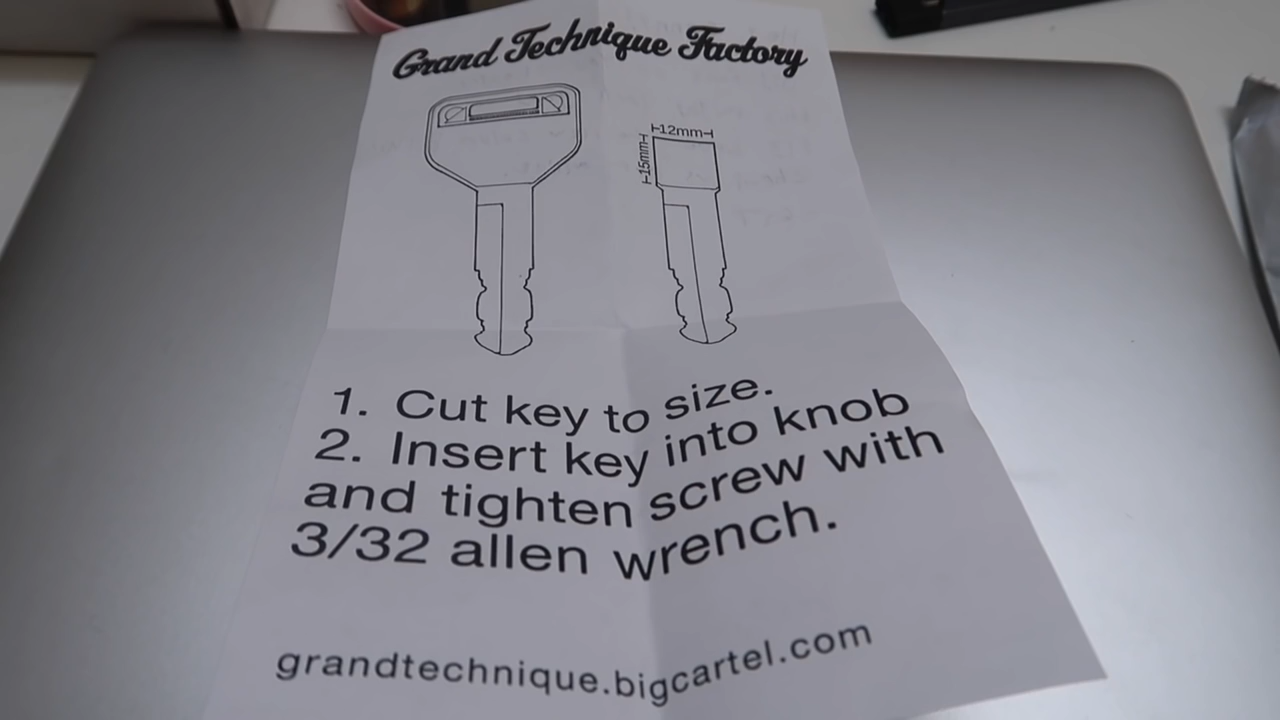 Grand Technique Factory
12mm
15mm
1. Cut key to size.
2. Insert key into knob
and tighten screw with
3/32 allen wrench.
grandtechnique.bigcartel.com